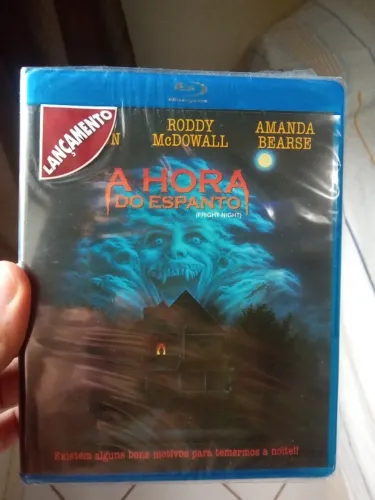 LANÇAMENTO
RODDY
McDOWALL
AMANDA
BEARSE
A HORA
DO ESPANTO
(FRIGHT NIGHT)
Existem alguns bons motivos para temermos a noite!!